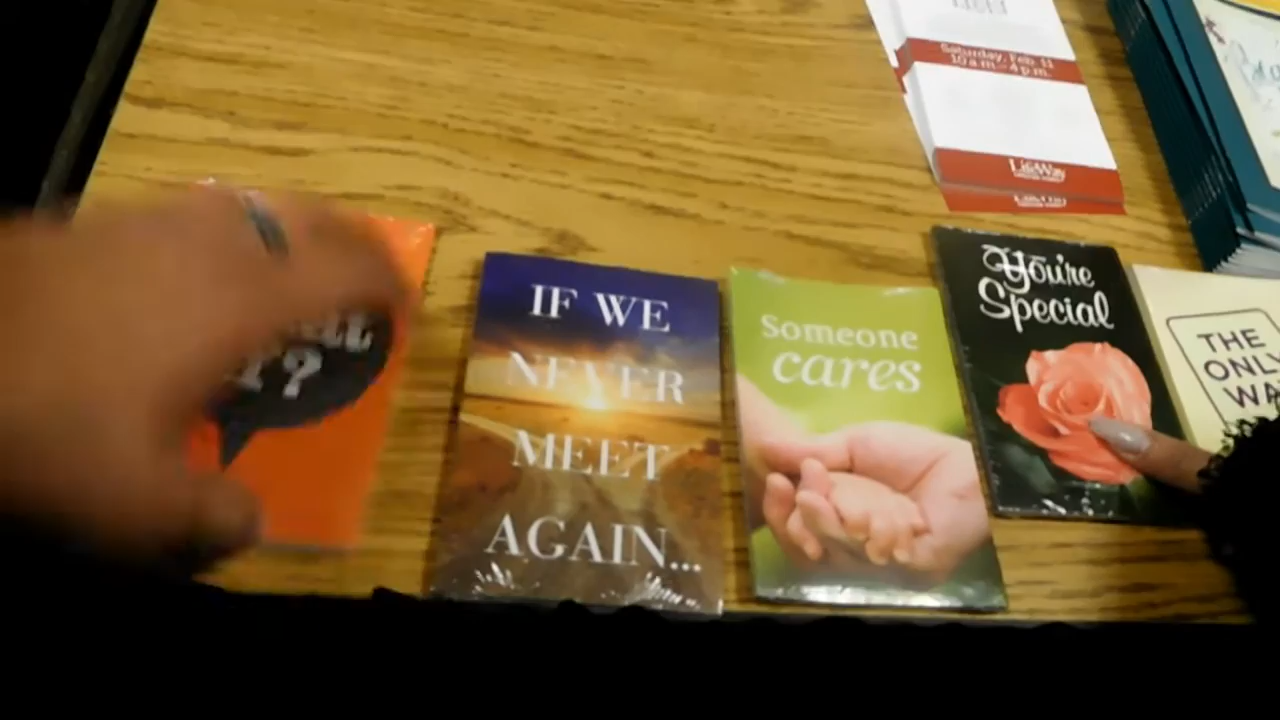 Saturday, Feb. 11
10 a.m. - 4 p.m.
LifeWay
?
IF WE
NEVER
MEET
AGAIN...
Someone
cares
You're
Special
THE
ONLY